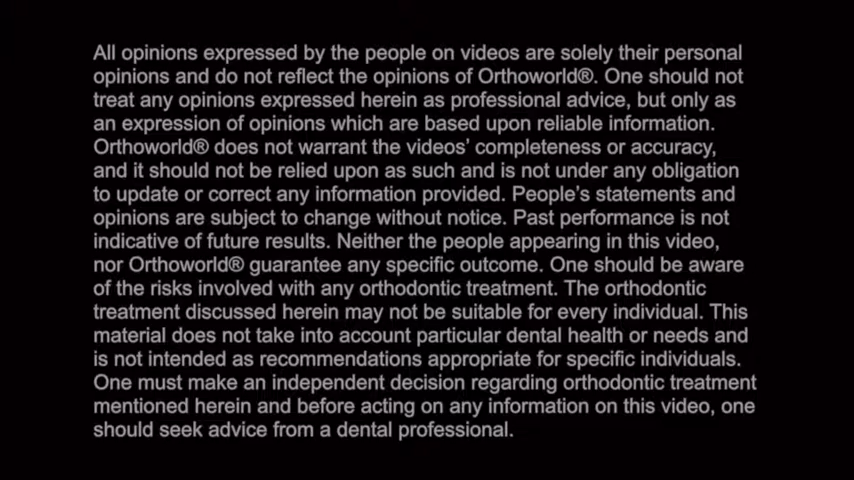 All opinions expressed by the people on videos are solely their personal
opinions and do not reflect the opinions of Orthoworld®. One should not
treat any opinions expressed herein as professional advice, but only as
an expression of opinions which are based upon reliable information.
Orthoworld® does not warrant the videos’ completeness or accuracy,
and it should not be relied upon as such and is not under any obligation
to update or correct any information provided. People’s statements and
opinions are subject to change without notice. Past performance is not
indicative of future results. Neither the people appearing in this video,
nor Orthoworld® guarantee any specific outcome. One should be aware
of the risks involved with any orthodontic treatment. The orthodontic
treatment discussed herein may not be suitable for every individual. This
material does not take into account particular dental health or needs and
is not intended as recommendations appropriate for specific individuals.
One must make an independent decision regarding orthodontic treatment
mentioned herein and before acting on any information on this video, one
should seek advice from a dental professional.